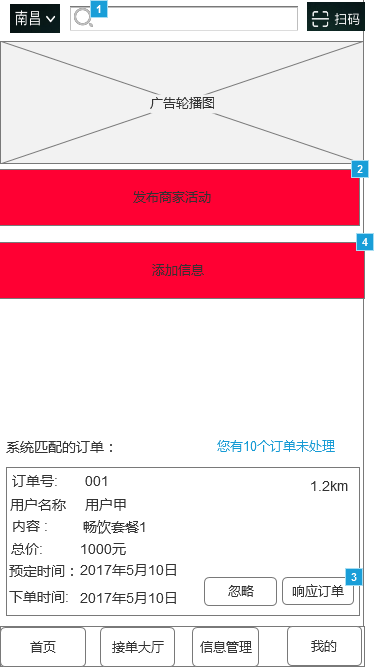 南昌 1 扫码
广告轮播图
2
发布商家活动
4
添加信息
系统匹配的订单： 您有10个订单未处理
订单号: 001 1.2km
用户名称 用户甲
内容 : 畅饮套餐1
总价: 1000元
预定时间：2017年5月10日
3
下单时间: 2017年5月10日 忽略 响应订单
首页 接单大厅 信息管理 我的